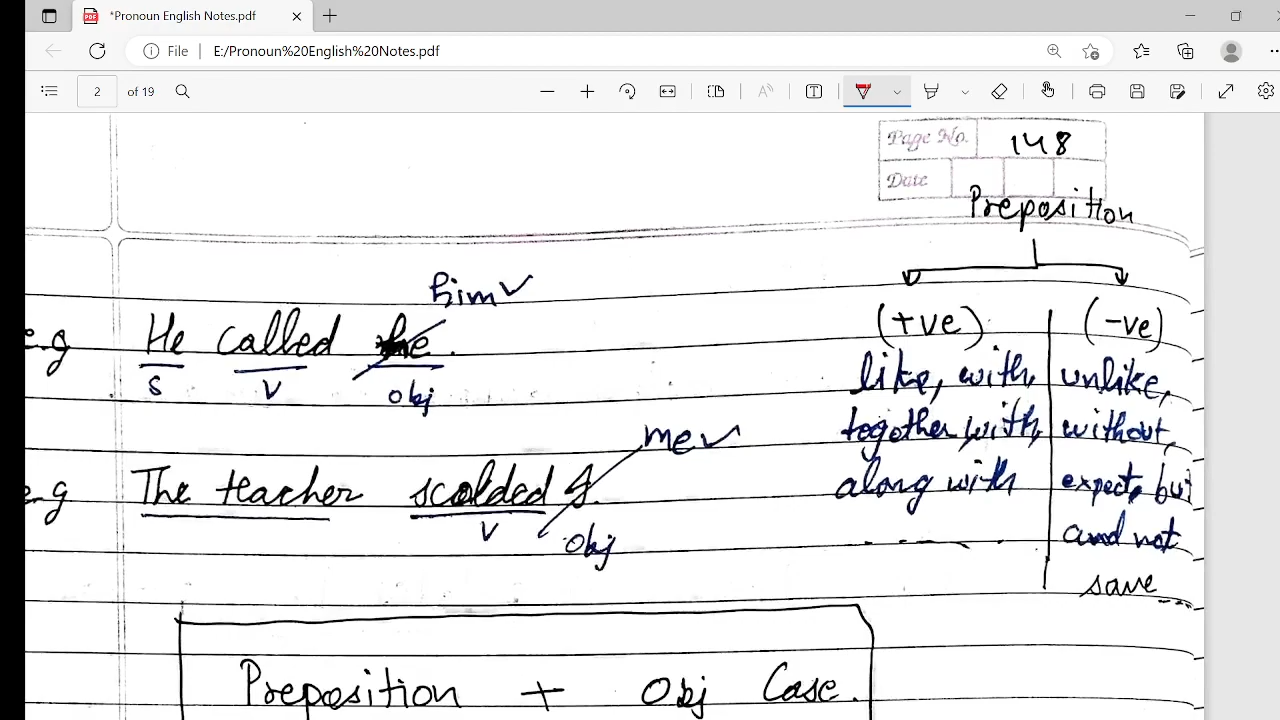 *Pronoun English Notes.pdf
File | E:/Pronoun%20English%20Notes.pdf
2 of 19
Page No. 148
Date
Preposition
him✓
(+ve) (-ve)
e.g He called he.
S V obj
like, with, unlike,
together with, without,
me✓
e.g The teacher scolded I.
along with expect, but
V obj
and not
save
Preposition + Obj Case.